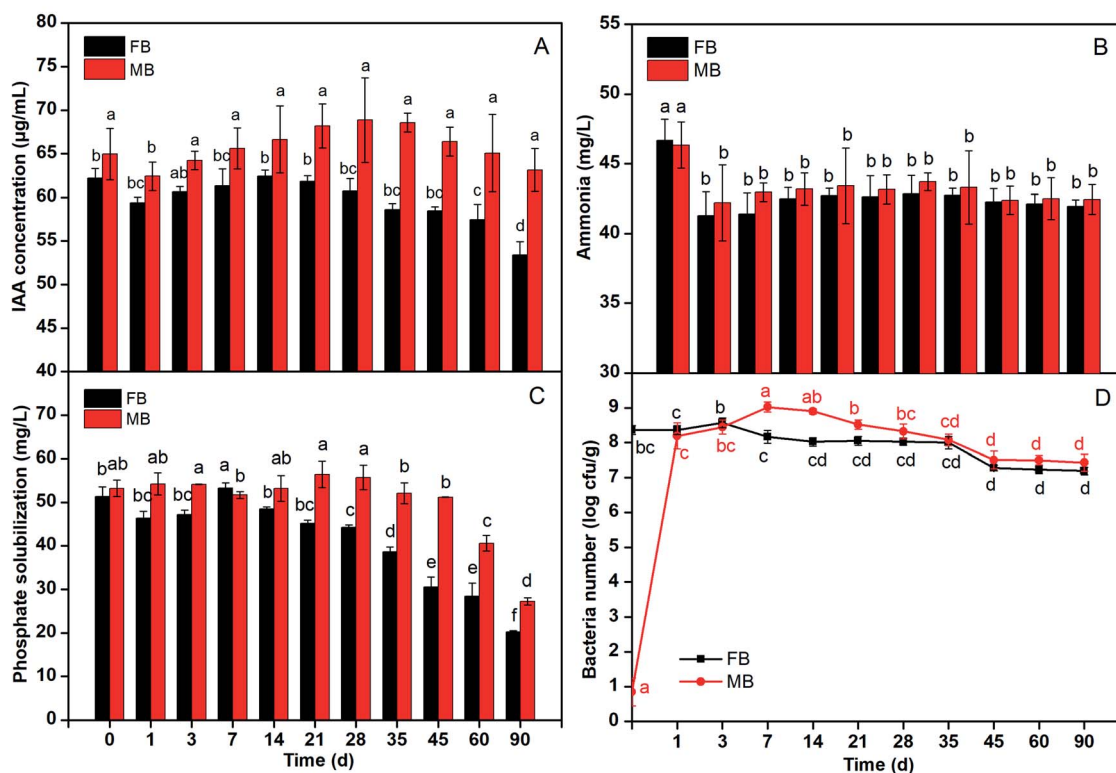 A
FB
MB
IAA concentration (μg/mL)
80
75
70
65
60
55
50
45
40
b a bc a ab a bc a b a b a bc a bc a bc a c a d a
B
FB
MB
Ammonia (mg/L)
55
50
45
40
35
30
a a b b b b b b b b b b b b b b b b b b b b
C
FB
MB
Phosphate solubilization (mg/L)
70
60
50
40
30
20
10
0
b ab bc ab bc a a b b ab bc a c a d b e b e c f d
0 1 3 7 14 21 28 35 45 60 90
Time (d)
D
Bacteria number (log cfu/g)
10
9
8
7
6
5
4
3
2
1
0
c b a ab b bc cd d d d
bc c bc c cd cd cd cd d d d
a
FB
MB
1 3 7 14 21 28 35 45 60 90
Time (d)